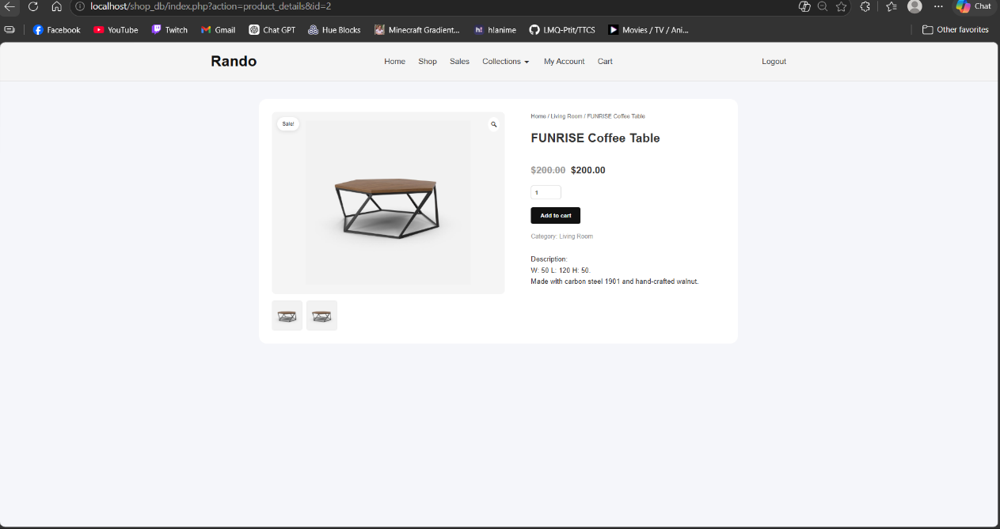 localhost/shop_db/index.php?action=product_details&id=2
Chat
Facebook
YouTube
Twitch
Gmail
Chat GPT
Hue Blocks
Minecraft Gradient...
h!
h!anime
LMQ-Ptit/TTCS
Movies / TV / Ani...
Other favorites
Rando
Home
Shop
Sales
Collections
My Account
Cart
Logout
Sale!
Home / Living Room / FUNRISE Coffee Table
FUNRISE Coffee Table
$200.00 $200.00
1
Add to cart
Category: Living Room
Description:
W: 50 L: 120 H: 50.
Made with carbon steel 1901 and hand-crafted walnut.